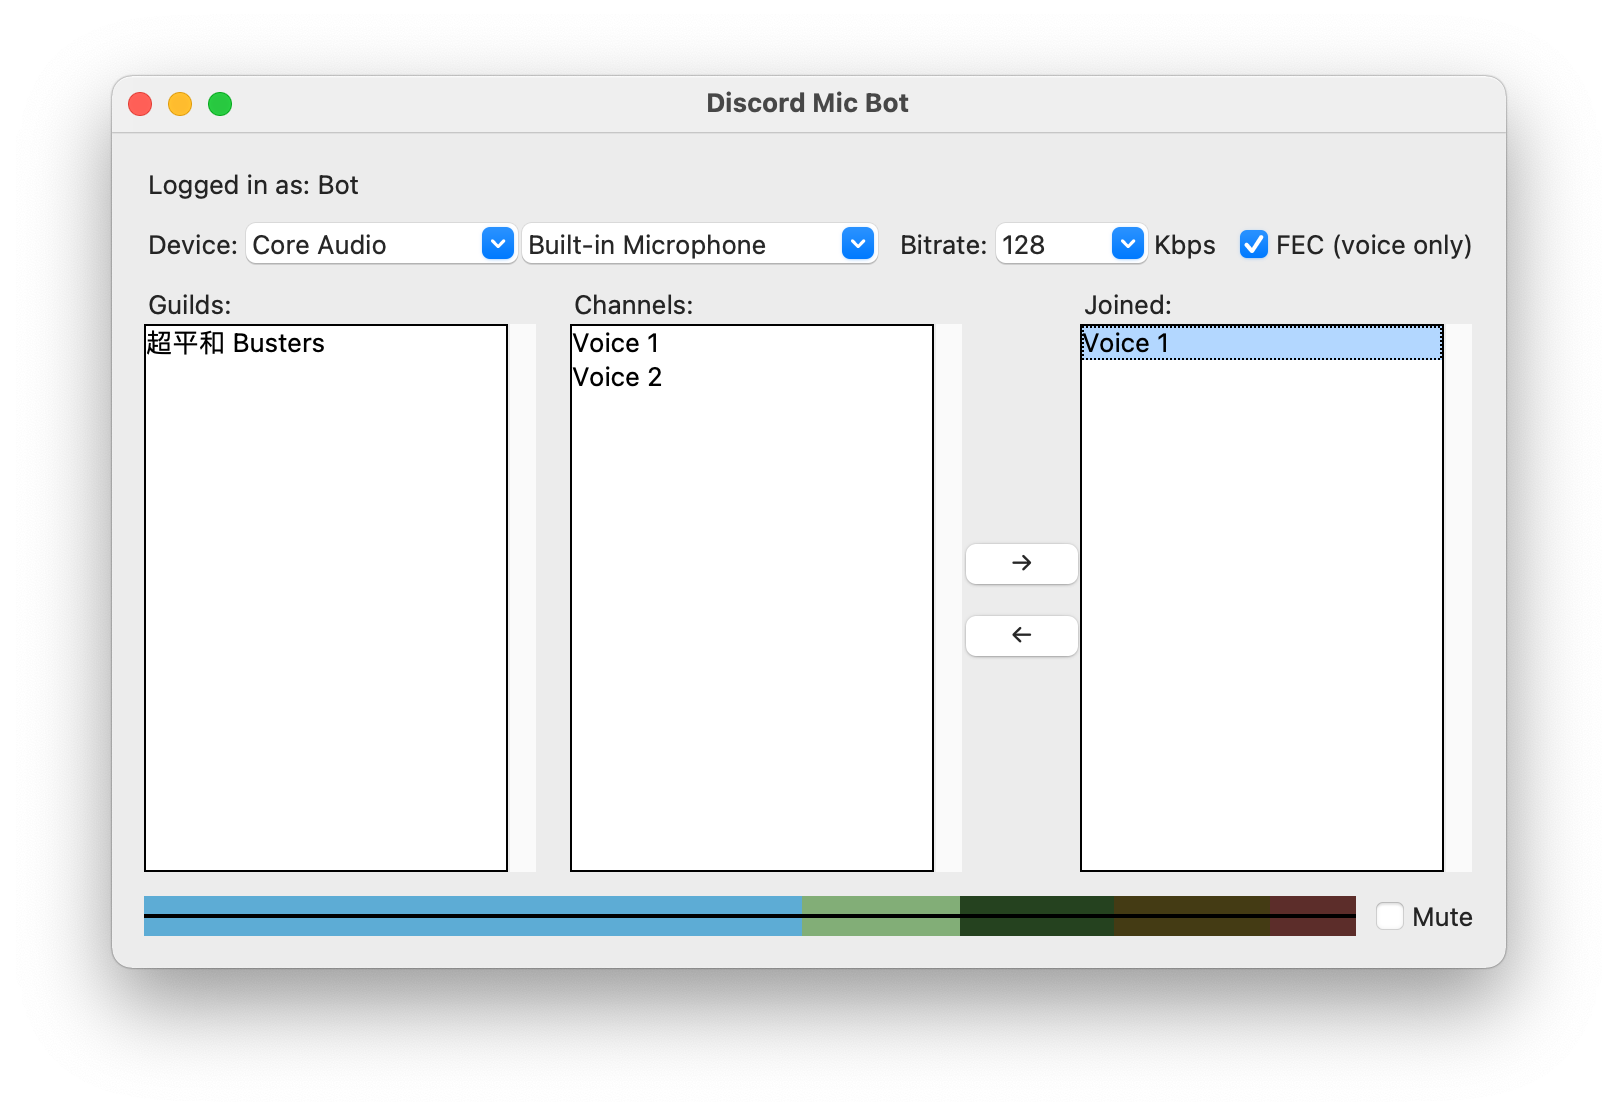 Discord Mic Bot
Logged in as: Bot
Device: Core Audio Built-in Microphone Bitrate: 128 Kbps FEC (voice only)
Guilds: Channels: Joined:
超平和 Busters Voice 1 Voice 1
Voice 2
→
←
Mute